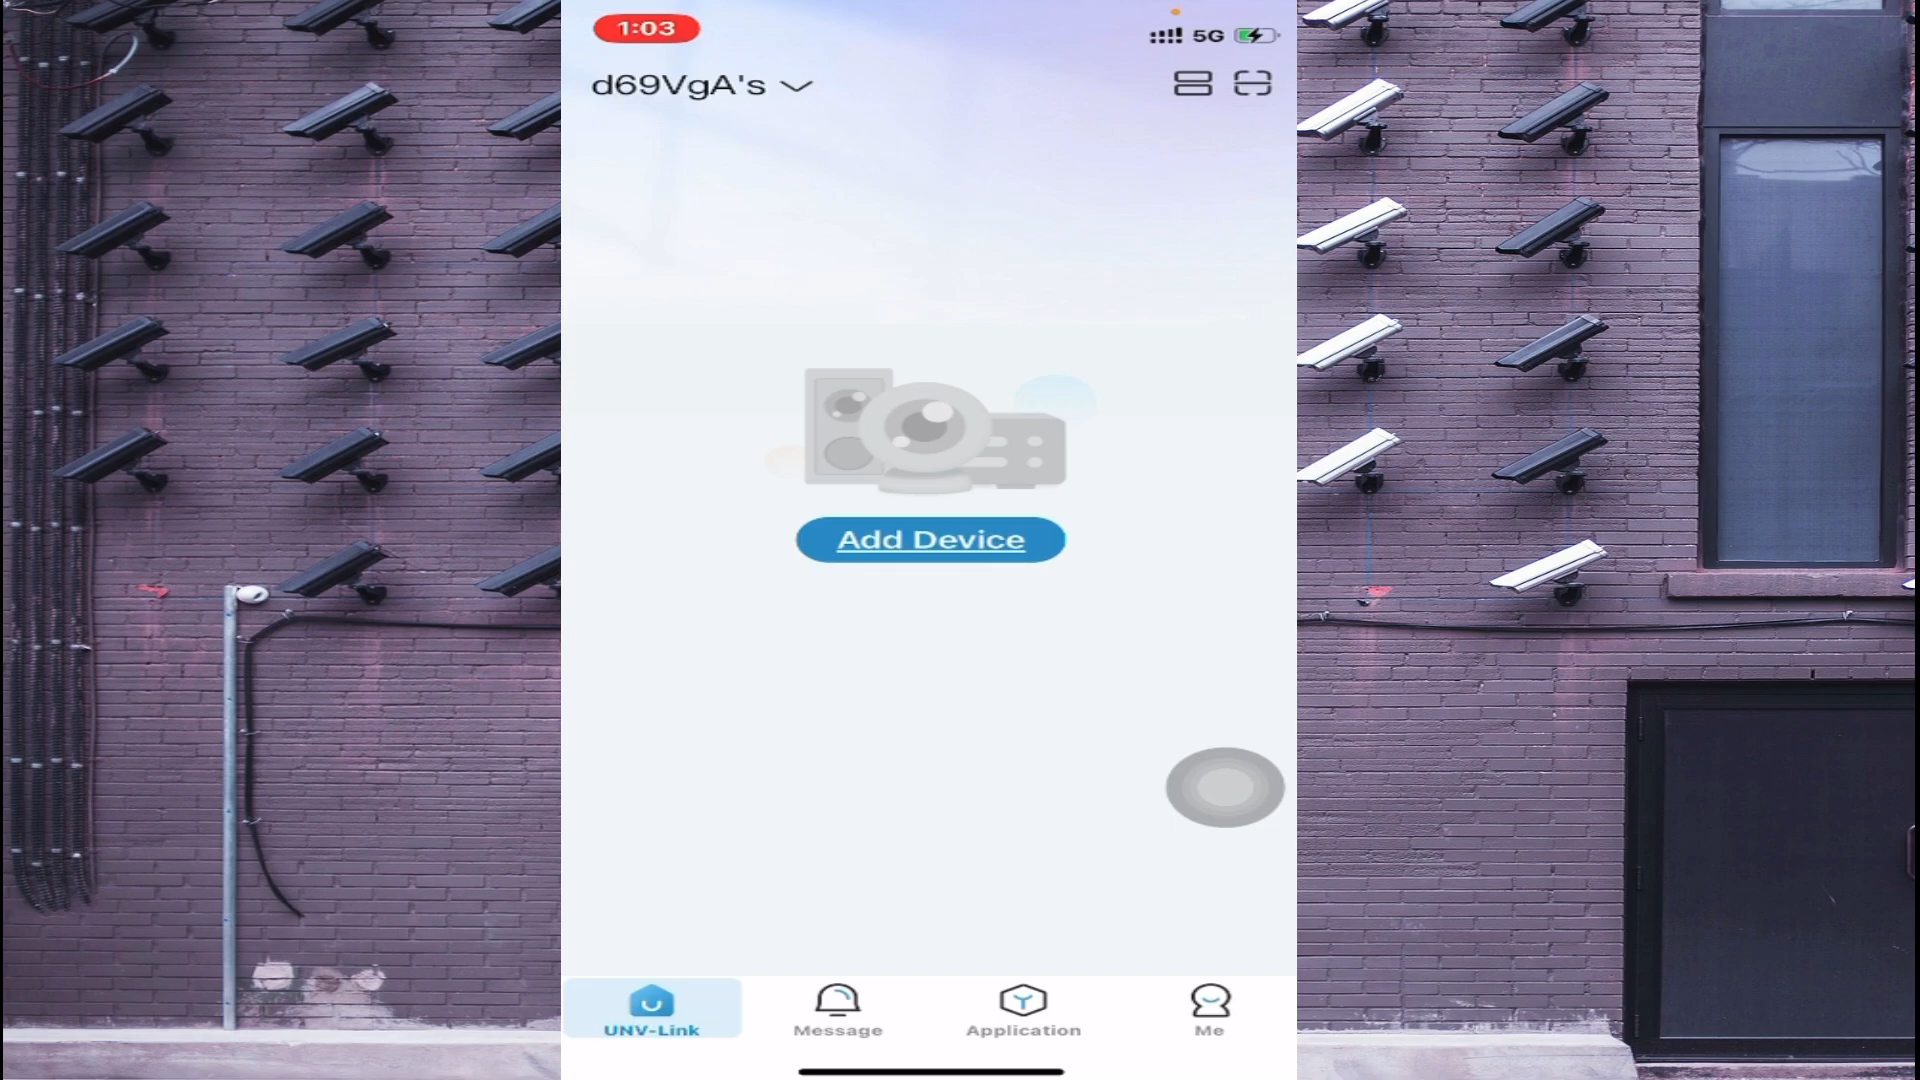 1:03
5G
d69VgA's
Add Device
UNV-Link
Message
Application
Me